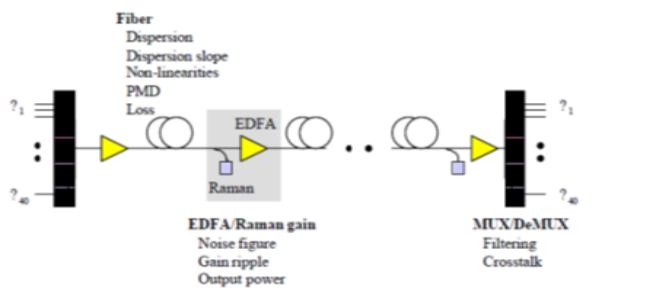 Fiber
Dispersion
Dispersion slope
Non-linearities
PMD
Loss
?1
?1
EDFA
Raman
?40
?40
EDFA/Raman gain
Noise figure
Gain ripple
Output power
MUX/DeMUX
Filtering
Crosstalk